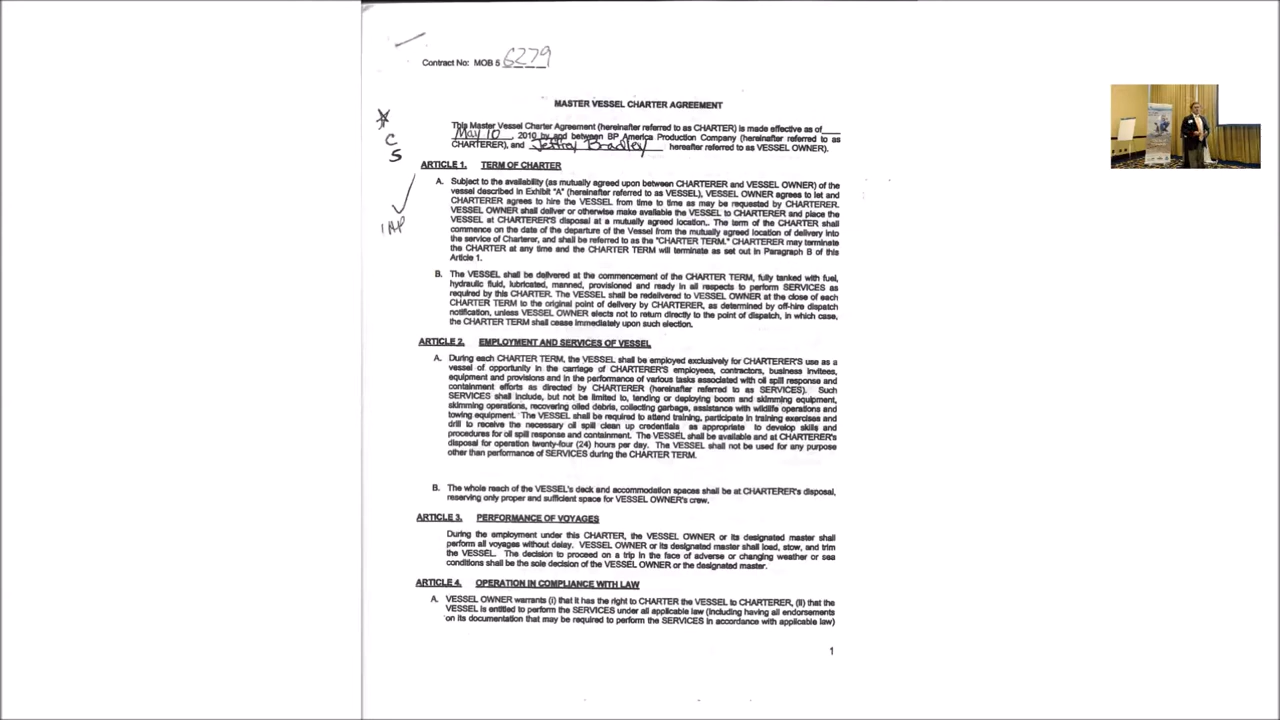 Contract No: MOB 5 6279
MASTER VESSEL CHARTER AGREEMENT
This Master Vessel Charter Agreement (hereinafter referred to as CHARTER) is made effective as of
May 10, 2010 by and between BP America Production Company (hereinafter referred to as
CHARTERER), and Jeffrey Bradley hereafter referred to as VESSEL OWNER).
C
S
ARTICLE 1. TERM OF CHARTER
A. Subject to the availability (as mutually agreed upon between CHARTERER and VESSEL OWNER) of the
vessel described in Exhibit "A" (hereinafter referred to as VESSEL), VESSEL OWNER agrees to let and
CHARTERER agrees to hire the VESSEL from time to time as may be requested by CHARTERER.
VESSEL OWNER shall deliver or otherwise make available the VESSEL to CHARTERER and place the
VESSEL at CHARTERER'S disposal at a mutually agreed location.. The term of the CHARTER shall
commence on the date of the departure of the Vessel from the mutually agreed location of delivery into
the service of Charterer, and shall be referred to as the "CHARTER TERM." CHARTERER may terminate
the CHARTER at any time and the CHARTER TERM will terminate as set out in Paragraph B of this
Article 1.
B. The VESSEL shall be delivered at the commencement of the CHARTER TERM, fully tanked with fuel,
hydraulic fluid, lubricated, manned, provisioned and ready in all respects to perform SERVICES as
required by this CHARTER. The VESSEL shall be redelivered to VESSEL OWNER at the close of each
CHARTER TERM to the original point of delivery by CHARTERER, as determined by off-hire dispatch
notification, unless VESSEL OWNER elects not to return directly to the point of dispatch, in which case,
the CHARTER TERM shall cease immediately upon such election.
ARTICLE 2. EMPLOYMENT AND SERVICES OF VESSEL
A. During each CHARTER TERM, the VESSEL shall be employed exclusively for CHARTERER'S use as a
vessel of opportunity in the carriage of CHARTERER'S employees, contractors, business invitees,
equipment and provisions and in the performance of various tasks associated with oil spill response and
containment efforts as directed by CHARTERER (hereinafter referred to as SERVICES). Such
SERVICES shall include, but not be limited to, tending or deploying boom and skimming equipment,
skimming operations, recovering oiled debris, collecting garbage, assistance with wildlife operations and
towing equipment. The VESSEL shall be required to attend training, participate in training exercises and
drill to receive the necessary oil spill clean up credentials as appropriate to develop skills and
procedures for oil spill response and containment. The VESSEL shall be available and at CHARTERER's
disposal for operation twenty-four (24) hours per day. The VESSEL shall not be used for any purpose
other than performance of SERVICES during the CHARTER TERM.
B. The whole reach of the VESSEL's deck and accommodation spaces shall be at CHARTERER's disposal,
reserving only proper and sufficient space for VESSEL OWNER's crew.
ARTICLE 3. PERFORMANCE OF VOYAGES
During the employment under this CHARTER, the VESSEL OWNER or its designated master shall
perform all voyages without delay. VESSEL OWNER or its designated master shall load, stow, and trim
the VESSEL. The decision to proceed on a trip in the face of adverse or changing weather or sea
conditions shall be the sole decision of the VESSEL OWNER or the designated master.
ARTICLE 4. OPERATION IN COMPLIANCE WITH LAW
A. VESSEL OWNER warrants (i) that it has the right to CHARTER the VESSEL to CHARTERER, (ii) that the
VESSEL is entitled to perform the SERVICES under all applicable law (including having all endorsements
on its documentation that may be required to perform the SERVICES in accordance with applicable law)
1